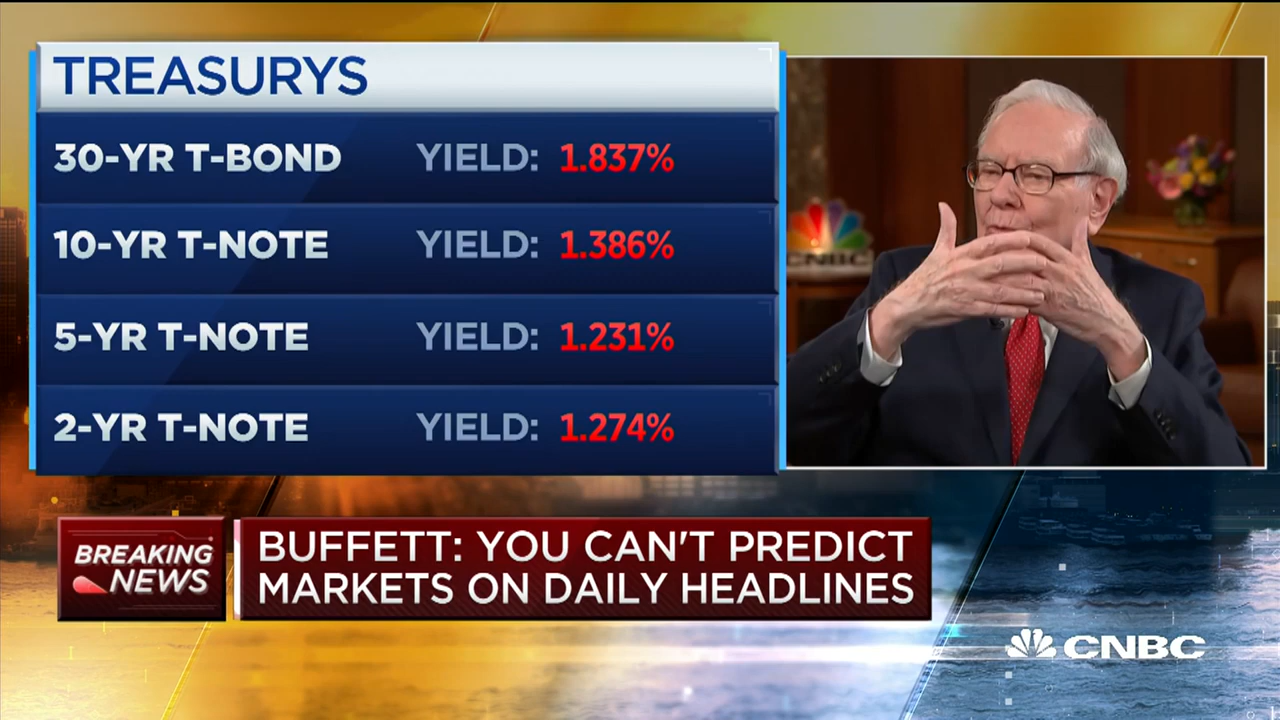 TREASURYS
30-YR T-BOND YIELD: 1.837%
10-YR T-NOTE YIELD: 1.386%
5-YR T-NOTE YIELD: 1.231%
2-YR T-NOTE YIELD: 1.274%
CNBC
BREAKING
NEWS
BUFFETT: YOU CAN'T PREDICT
MARKETS ON DAILY HEADLINES
CNBC